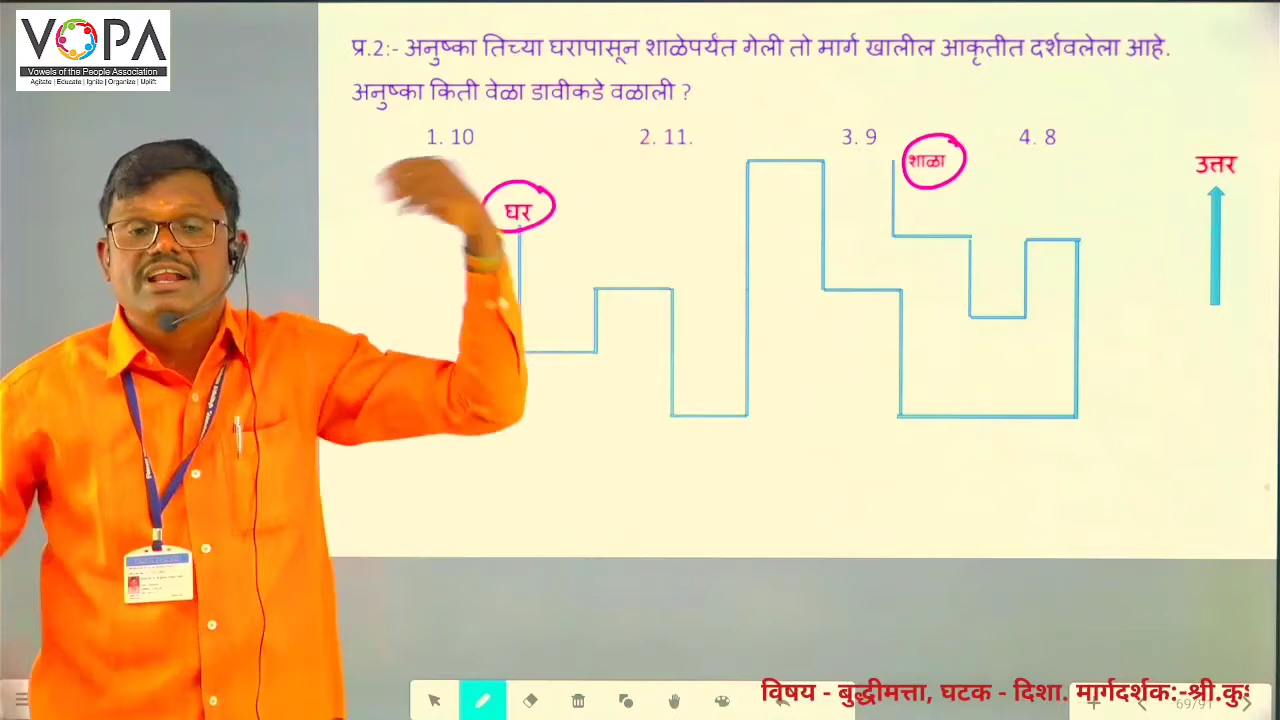 VOPA
Vowels of the People Association
Agitate | Educate | Ignite | Organize | Uplift
प्र.2:- अनुष्का तिच्या घरापासून शाळेपर्यंत गेली तो मार्ग खालील आकृतीत दर्शवलेला आहे.
अनुष्का किती वेळा डावीकडे वळाली ?
1. 10 2. 11. 3. 9 4. 8
शाळा
उत्तर
घर
विषय - बुद्धीमत्ता, घटक - दिशा. मार्गदर्शक:-श्री.कु
69/91